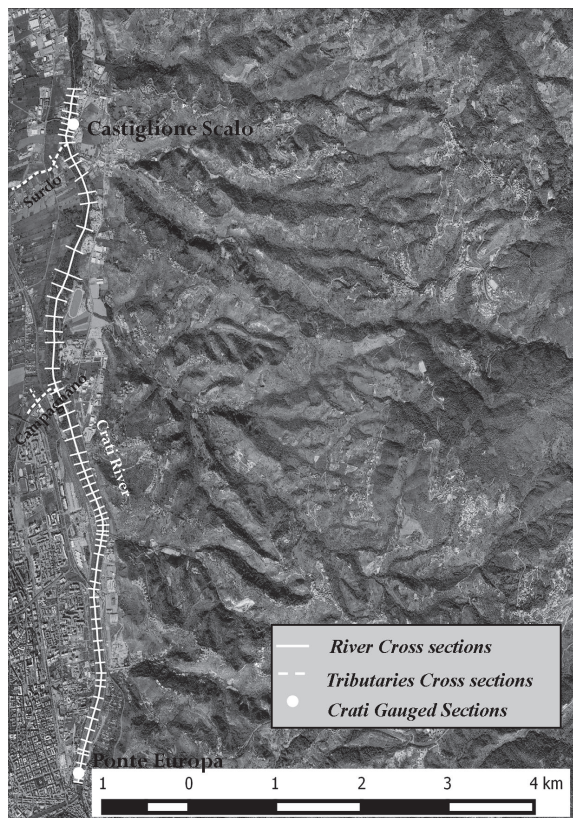 Castiglione Scalo
Surdo
Campagnano
Crati River
River Cross sections
Tributaries Cross sections
Crati Gauged Sections
Ponte Europa
1 0 1 2 3 4 km